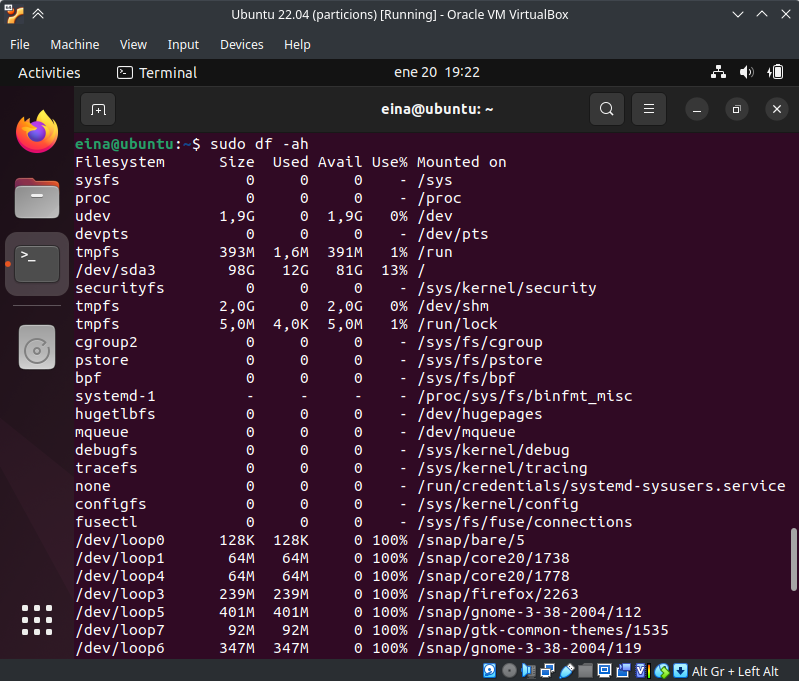 Ubuntu 22.04 (particions) [Running] - Oracle VM VirtualBox
File Machine View Input Devices Help
Activities Terminal ene 20 19:22
eina@ubuntu: ~
eina@ubuntu:~$ sudo df -ah
Filesystem Size Used Avail Use% Mounted on
sysfs 0 0 0 - /sys
proc 0 0 0 - /proc
udev 1,9G 0 1,9G 0% /dev
devpts 0 0 0 - /dev/pts
tmpfs 393M 1,6M 391M 1% /run
/dev/sda3 98G 12G 81G 13% /
securityfs 0 0 0 - /sys/kernel/security
tmpfs 2,0G 0 2,0G 0% /dev/shm
tmpfs 5,0M 4,0K 5,0M 1% /run/lock
cgroup2 0 0 0 - /sys/fs/cgroup
pstore 0 0 0 - /sys/fs/pstore
bpf 0 0 0 - /sys/fs/bpf
systemd-1 - - - - /proc/sys/fs/binfmt_misc
hugetlbfs 0 0 0 - /dev/hugepages
mqueue 0 0 0 - /dev/mqueue
debugfs 0 0 0 - /sys/kernel/debug
tracefs 0 0 0 - /sys/kernel/tracing
none 0 0 0 - /run/credentials/systemd-sysusers.service
configfs 0 0 0 - /sys/kernel/config
fusectl 0 0 0 - /sys/fs/fuse/connections
/dev/loop0 128K 128K 0 100% /snap/bare/5
/dev/loop1 64M 64M 0 100% /snap/core20/1738
/dev/loop4 64M 64M 0 100% /snap/core20/1778
/dev/loop3 239M 239M 0 100% /snap/firefox/2263
/dev/loop5 401M 401M 0 100% /snap/gnome-3-38-2004/112
/dev/loop7 92M 92M 0 100% /snap/gtk-common-themes/1535
/dev/loop6 347M 347M 0 100% /snap/gnome-3-38-2004/119
Alt Gr + Left Alt